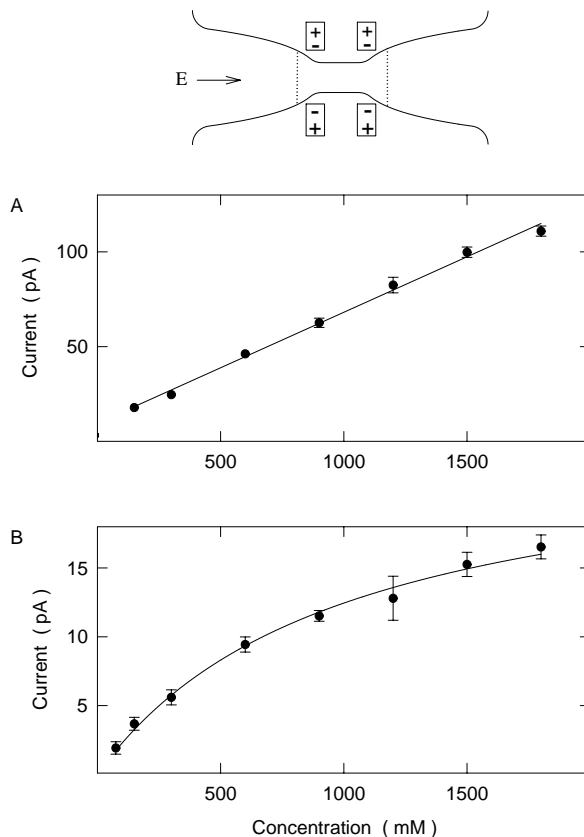 + +
- -
E
- -
+ +
A
100
50
Current ( pA )
500 1000 1500
B
15
10
5
Current ( pA )
500 1000 1500
Concentration ( mM )